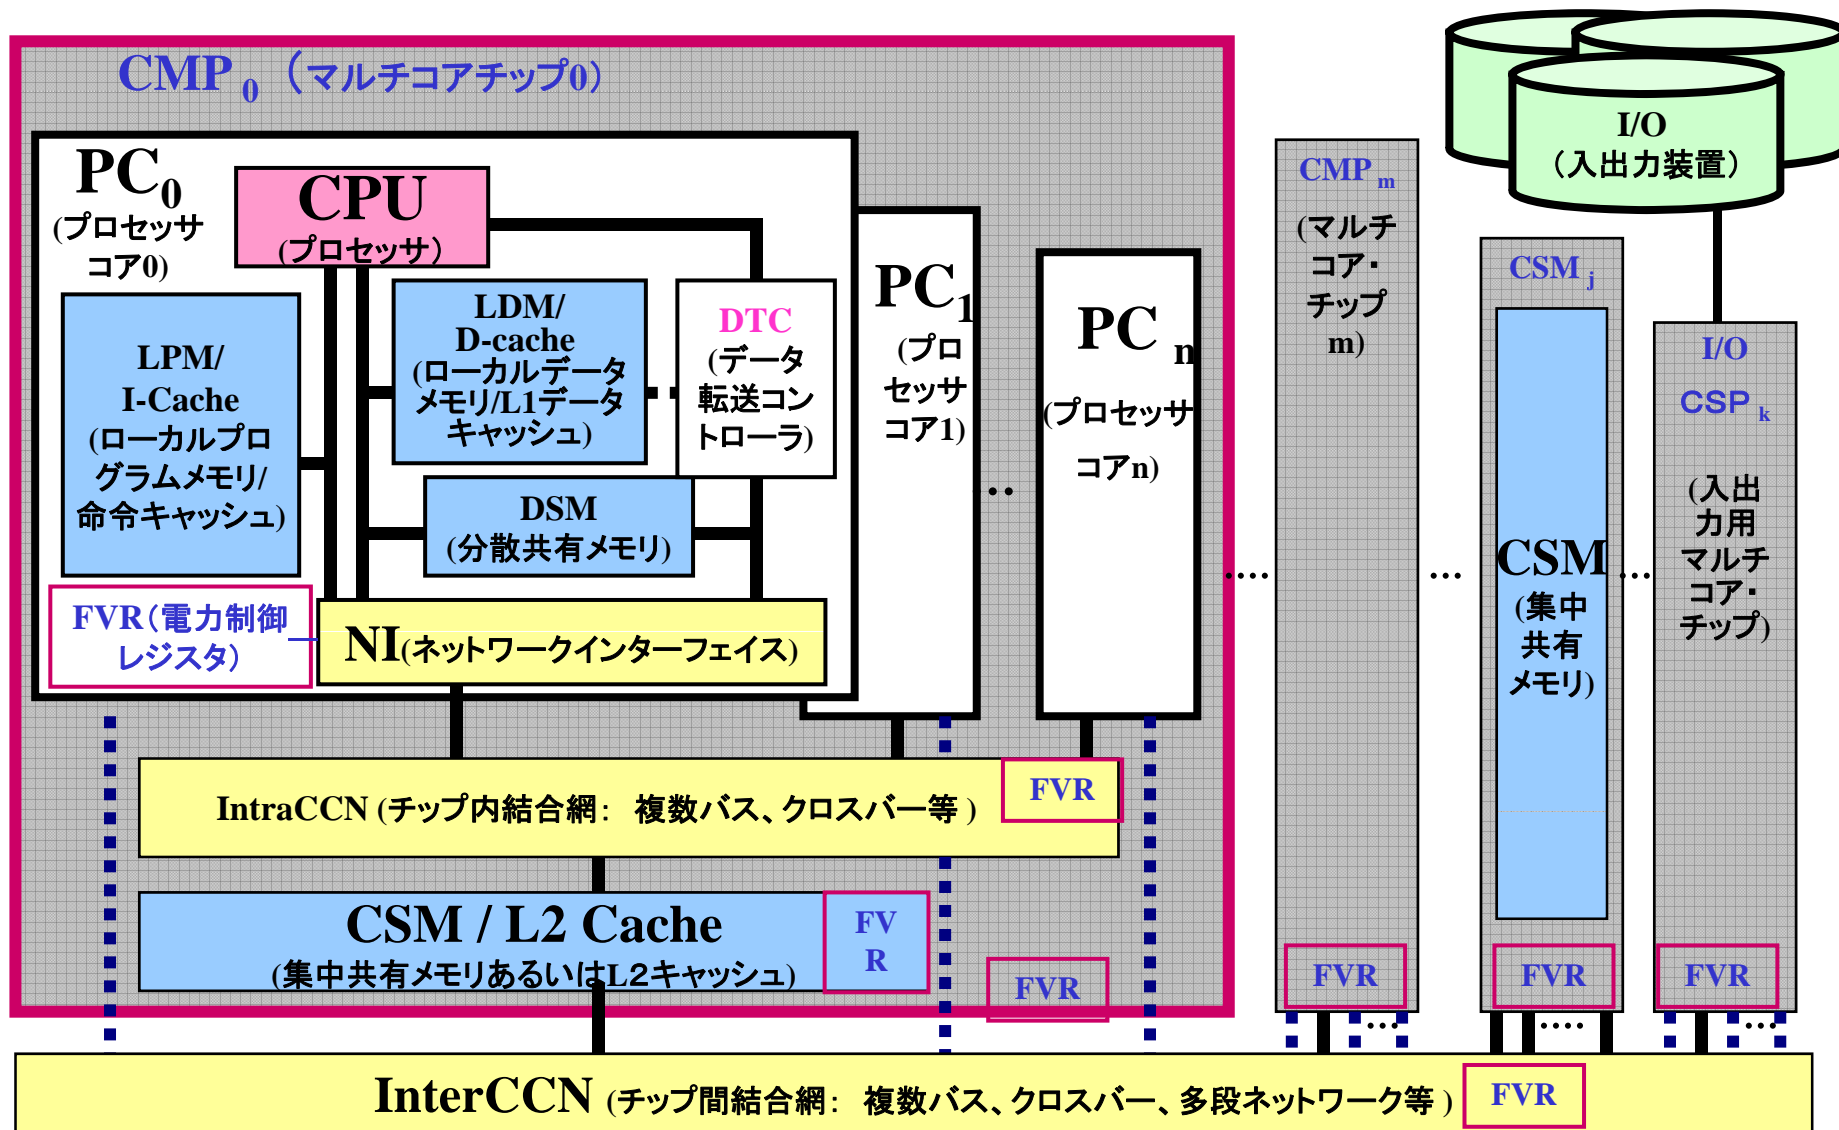 CMP0（マルチコアチップ0）
PC0
(プロセッサ
コア0)
CPU
(プロセッサ）
LPM/
I-Cache
(ローカルプロ
グラムメモリ/
命令キャッシュ)
LDM/
D-cache
(ローカルデータ
メモリ/L1データ
キャッシュ)
DTC
(データ
転送コン
トローラ)
DSM
(分散共有メモリ)
FVR（電力制御
レジスタ）
NI(ネットワークインターフェイス)
PC1
(プロ
セッサ
コア1)
…
PC n
(プロセッサ
コアn)
IntraCCN (チップ内結合網： 複数バス、クロスバー等 )
FVR
CSM / L2 Cache
(集中共有メモリあるいはL２キャッシュ)
FV
R
FVR
….
CMP m
(マルチ
コア・
チップ
m)
FVR
…
…
CSM j
CSM
(集中
共有
メモリ)
FVR
….
…
I/O
（入出力装置）
I/O
CSP k
(入出
力用
マルチ
コア・
チップ)
FVR
…
InterCCN (チップ間結合網： 複数バス、クロスバー、多段ネットワーク等 )
FVR